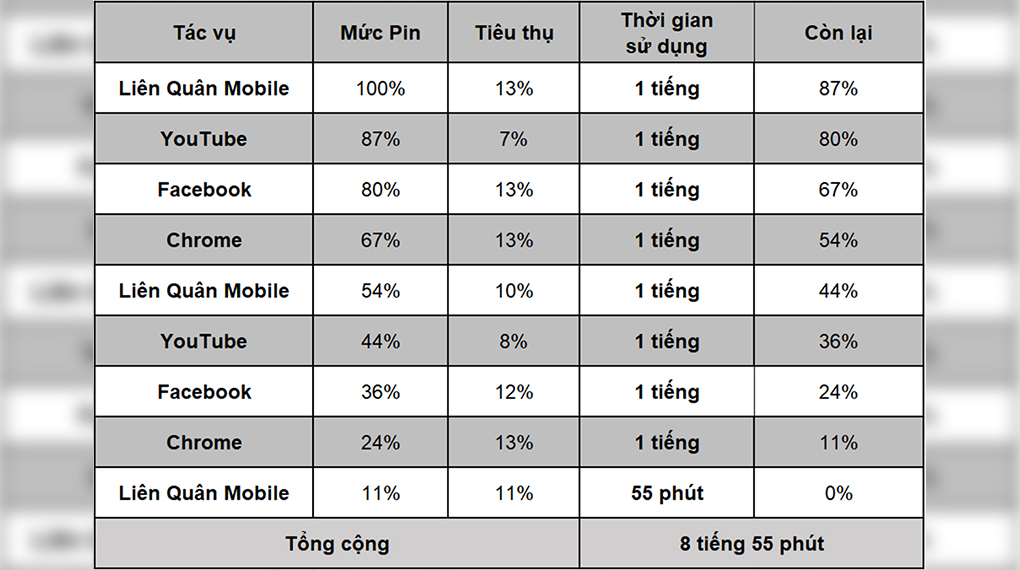 Tác vụ Mức Pin Tiêu thụ Thời gian sử dụng Còn lại
Liên Quân Mobile 100% 13% 1 tiếng 87%
YouTube 87% 7% 1 tiếng 80%
Facebook 80% 13% 1 tiếng 67%
Chrome 67% 13% 1 tiếng 54%
Liên Quân Mobile 54% 10% 1 tiếng 44%
YouTube 44% 8% 1 tiếng 36%
Facebook 36% 12% 1 tiếng 24%
Chrome 24% 13% 1 tiếng 11%
Liên Quân Mobile 11% 11% 55 phút 0%
Tổng cộng 8 tiếng 55 phút